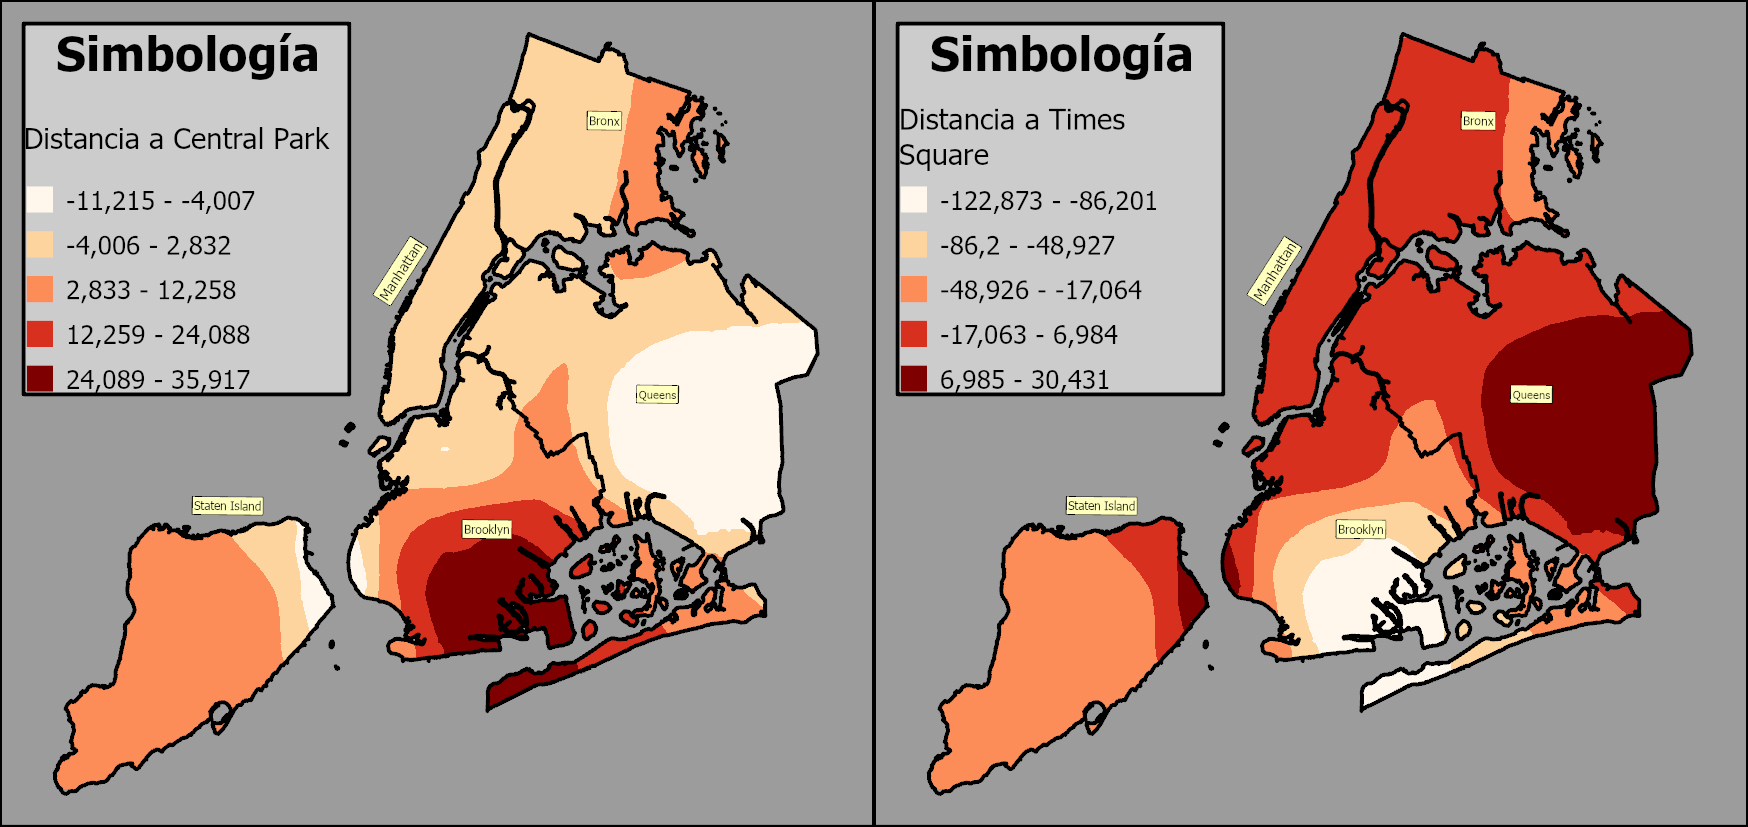 Simbología
Distancia a Central Park
-11,215 - -4,007
-4,006 - 2,832
2,833 - 12,258
12,259 - 24,088
24,089 - 35,917
Bronx
Manhattan
Queens
Staten Island
Brooklyn
Simbología
Distancia a Times
Square
-122,873 - -86,201
-86,2 - -48,927
-48,926 - -17,064
-17,063 - 6,984
6,985 - 30,431
Bronx
Manhattan
Queens
Staten Island
Brooklyn